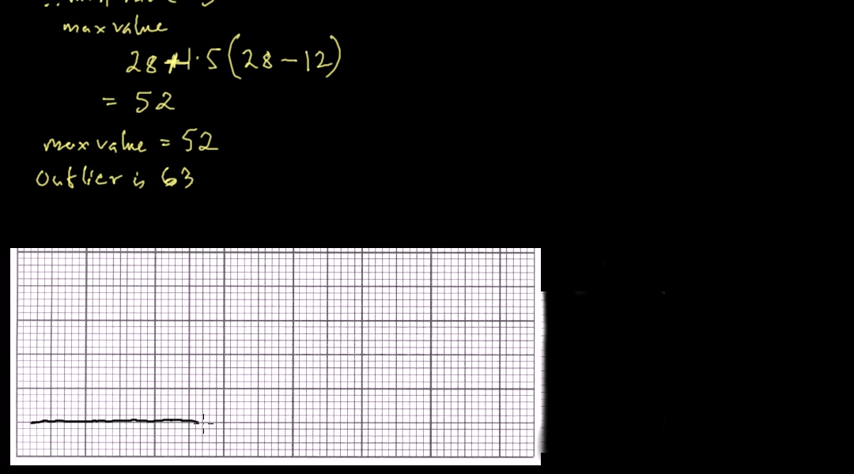 max value
28 + 1.5 (28 - 12)
= 52
max value = 52
Outlier is 63